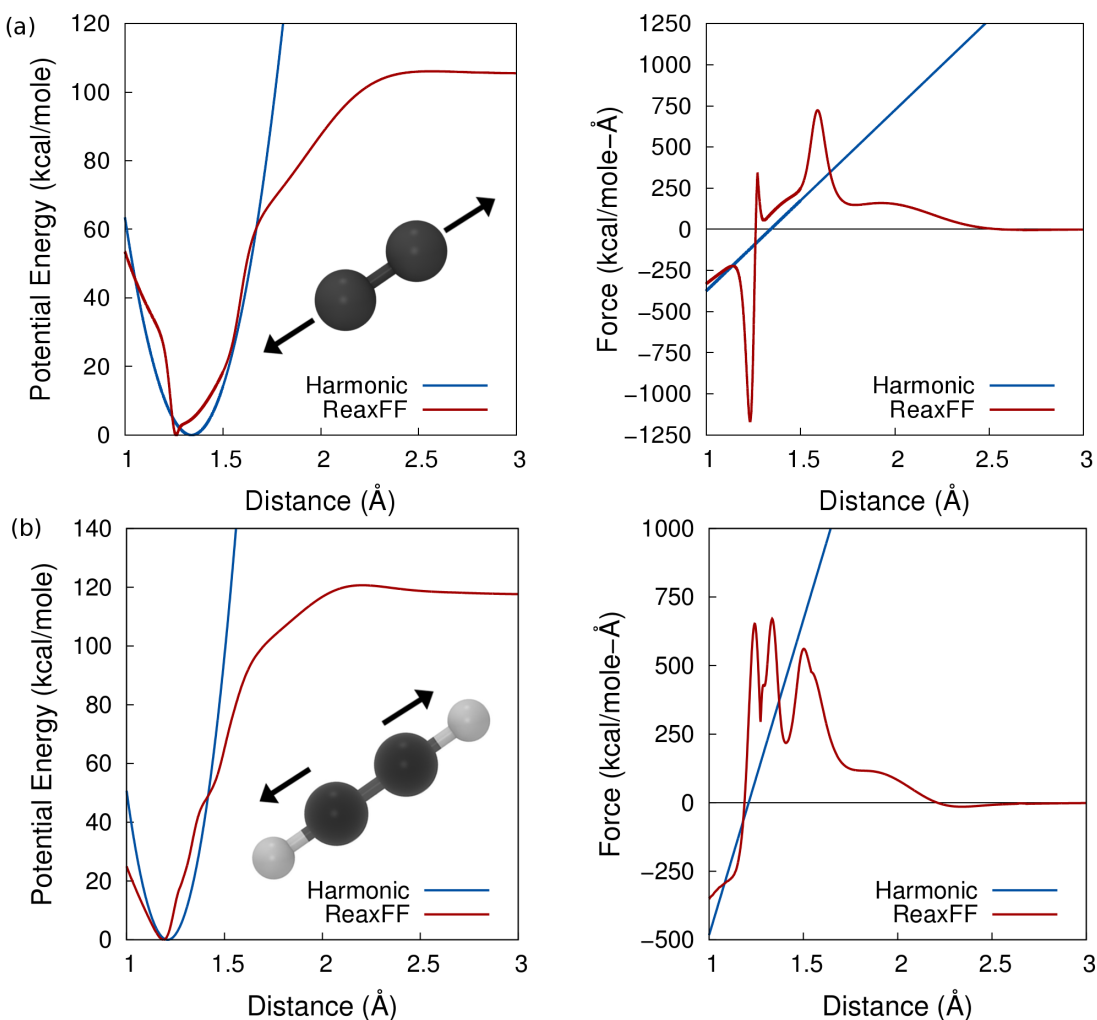 (a)
Potential Energy (kcal/mole)
120
100
80
60
40
20
0
1
1.5
2
2.5
3
Distance (Å)
Harmonic
ReaxFF
Force (kcal/mole−Å)
1250
1000
750
500
250
0
−250
−500
−750
−1000
−1250
1
1.5
2
2.5
3
Distance (Å)
Harmonic
ReaxFF
(b)
Potential Energy (kcal/mole)
140
120
100
80
60
40
20
0
1
1.5
2
2.5
3
Distance (Å)
Harmonic
ReaxFF
Force (kcal/mole−Å)
1000
750
500
250
0
−250
−500
1
1.5
2
2.5
3
Distance (Å)
Harmonic
ReaxFF